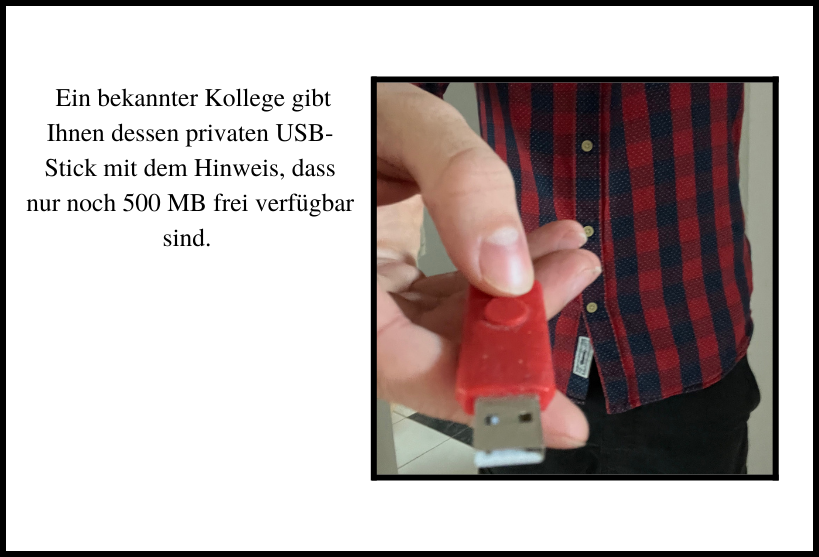 Ein bekannter Kollege gibt
Ihnen dessen privaten USB-
Stick mit dem Hinweis, dass
nur noch 500 MB frei verfügbar
sind.